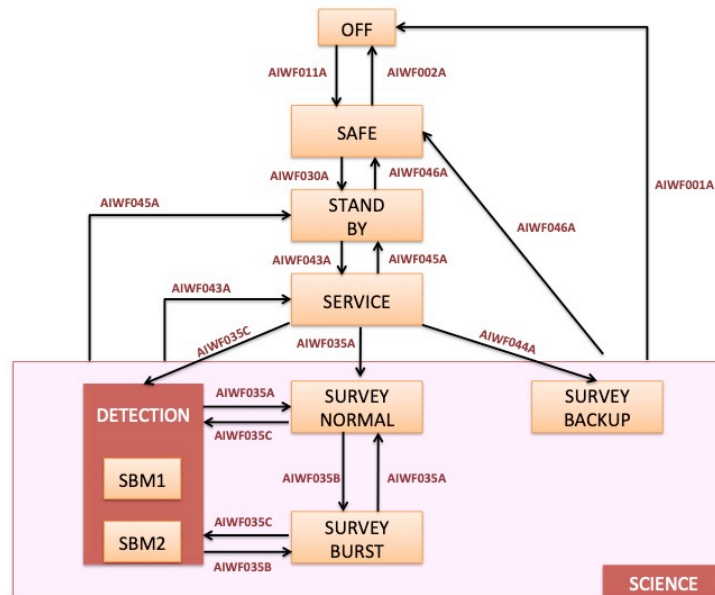 OFF
AIWF011A
AIWF002A
SAFE
AIWF030A
AIWF046A
AIWF001A
AIWF045A
STAND
BY
AIWF046A
AIWF043A
AIWF045A
AIWF043A
SERVICE
AIWF035C
AIWF035A
AIWF044A
DETECTION
AIWF035A
SURVEY
NORMAL
SURVEY
BACKUP
AIWF035C
SBM1
AIWF035B
AIWF035A
SBM2
AIWF035C
SURVEY
BURST
AIWF035B
SCIENCE